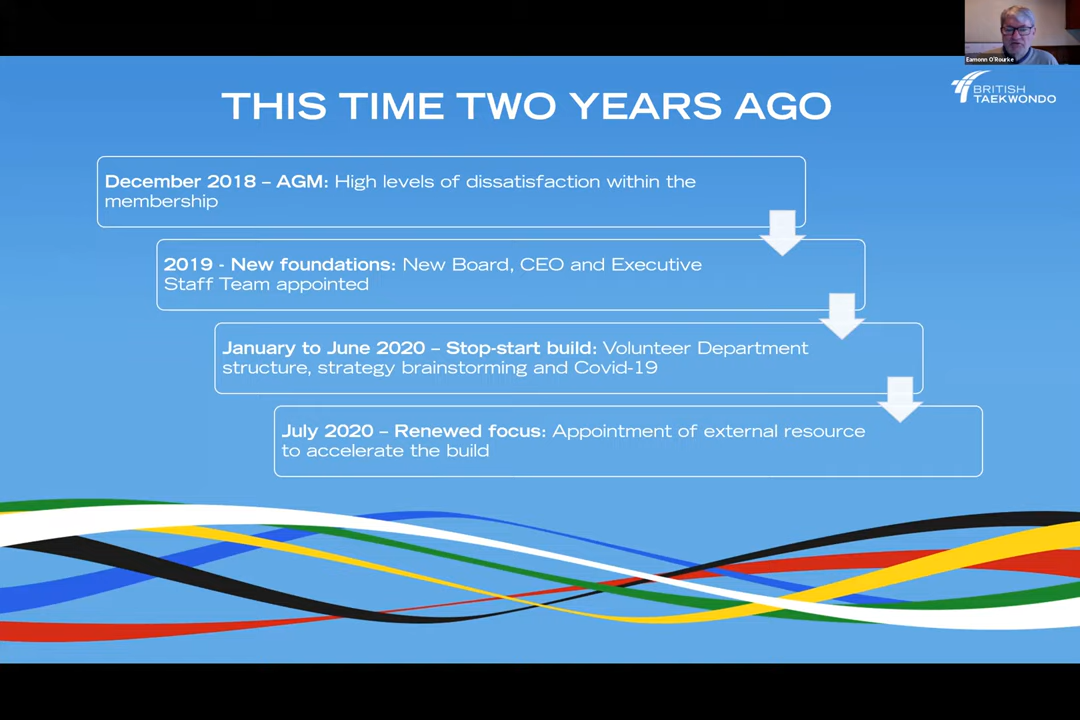 Eamonn O'Rourke
BRITISH
TAEKWONDO
THIS TIME TWO YEARS AGO
December 2018 – AGM: High levels of dissatisfaction within the
membership
2019 - New foundations: New Board, CEO and Executive
Staff Team appointed
January to June 2020 – Stop-start build: Volunteer Department
structure, strategy brainstorming and Covid-19
July 2020 – Renewed focus: Appointment of external resource
to accelerate the build